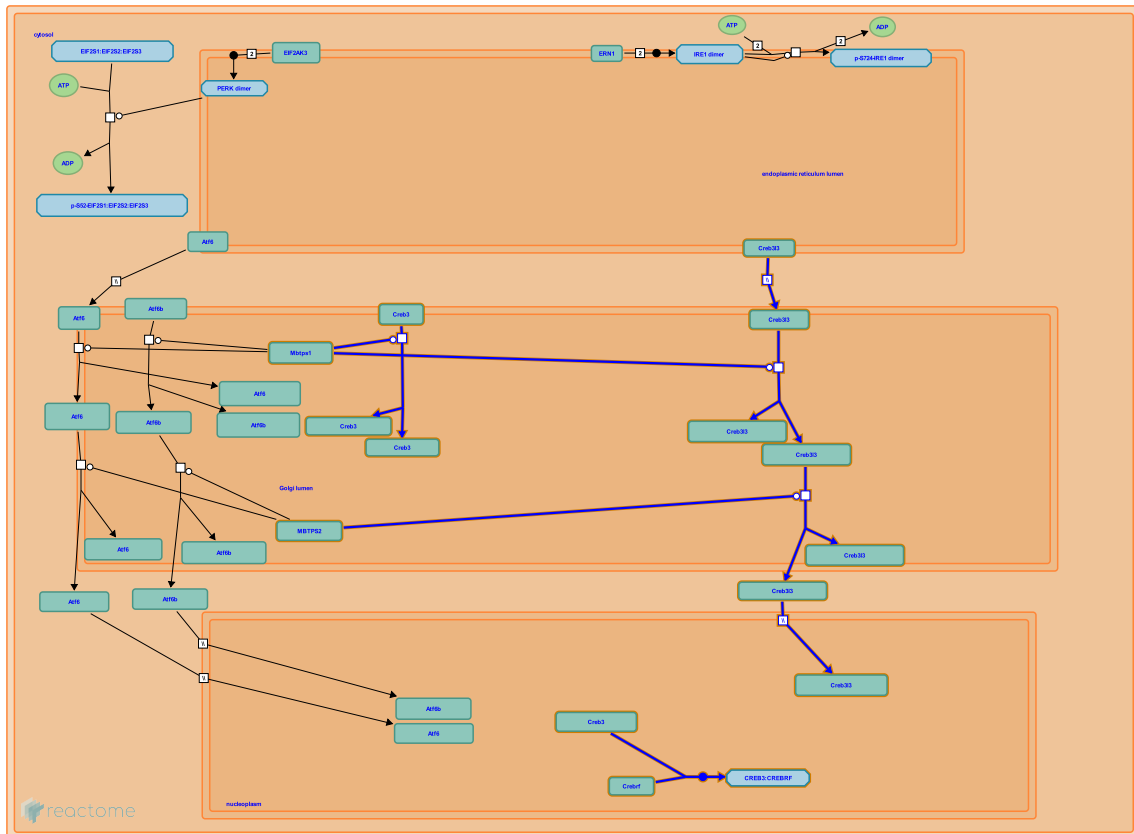 cytosol
EIF2S1:EIF2S2:EIF2S3
ATP
ADP
p-S52-EIF2S1:EIF2S2:EIF2S3
2
EIF2AK3
PERK dimer
ERN1
2
IRE1 dimer
ATP
2
2
ADP
p-S724-IRE1 dimer
endoplasmic reticulum lumen
Atf6
Creb3l3
\\
\\
Atf6
Atf6b
Creb3
Creb3l3
Mbtps1
Atf6
Atf6b
Atf6
Atf6b
Creb3
Creb3
Creb3l3
Creb3l3
Golgi lumen
MBTPS2
Atf6
Atf6b
Creb3l3
Atf6
Atf6b
Creb3l3
\\
\\
\\
Creb3l3
Atf6b
Atf6
Creb3
Crebrf
CREB3:CREBRF
nucleoplasm
reactome